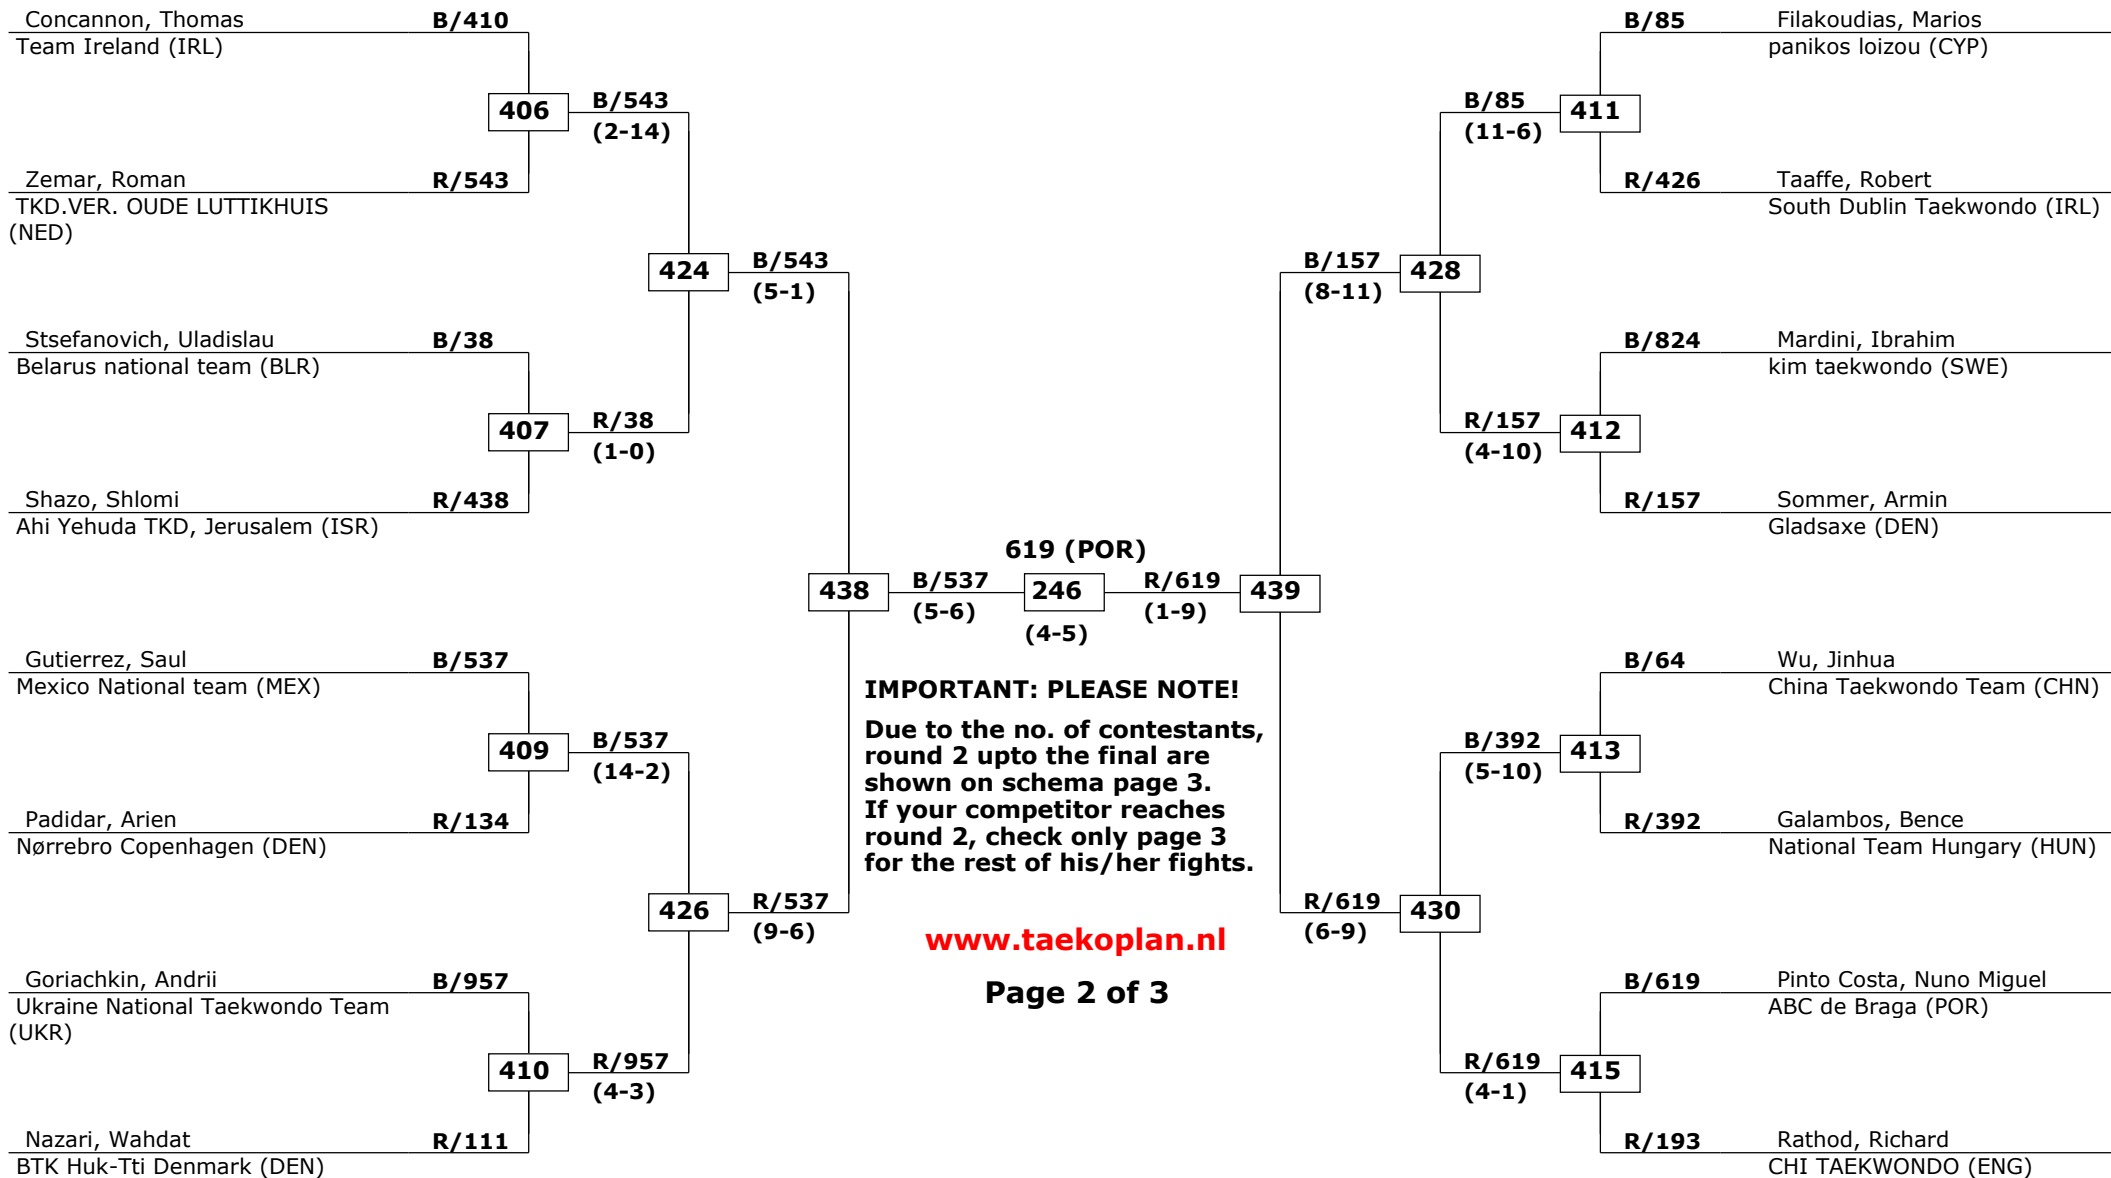 Concannon, Thomas B/410
Team Ireland (IRL)
406
B/543
(2-14)
Zemar, Roman R/543
TKD.VER. OUDE LUTTIKHUIS
(NED)
424
B/543
(5-1)
Stsefanovich, Uladislau B/38
Belarus national team (BLR)
407
R/38
(1-0)
Shazo, Shlomi R/438
Ahi Yehuda TKD, Jerusalem (ISR)
438
B/537
(5-6)
Gutierrez, Saul B/537
Mexico National team (MEX)
409
B/537
(14-2)
Padidar, Arien R/134
Nørrebro Copenhagen (DEN)
426
R/537
(9-6)
Goriachkin, Andrii B/957
Ukraine National Taekwondo Team
(UKR)
410
R/957
(4-3)
Nazari, Wahdat R/111
BTK Huk-Tti Denmark (DEN)
619 (POR)
246
(4-5)
IMPORTANT: PLEASE NOTE!
Due to the no. of contestants,
round 2 upto the final are
shown on schema page 3.
If your competitor reaches
round 2, check only page 3
for the rest of his/her fights.
www.taekoplan.nl
Page 2 of 3
B/85 Filakoudias, Marios
panikos loizou (CYP)
B/85
(11-6)
411
R/426 Taaffe, Robert
South Dublin Taekwondo (IRL)
B/157
(8-11)
428
B/824 Mardini, Ibrahim
kim taekwondo (SWE)
R/157
(4-10)
412
R/157 Sommer, Armin
Gladsaxe (DEN)
R/619
(1-9)
439
B/64 Wu, Jinhua
China Taekwondo Team (CHN)
B/392
(5-10)
413
R/392 Galambos, Bence
National Team Hungary (HUN)
R/619
(6-9)
430
B/619 Pinto Costa, Nuno Miguel
ABC de Braga (POR)
R/619
(4-1)
415
R/193 Rathod, Richard
CHI TAEKWONDO (ENG)